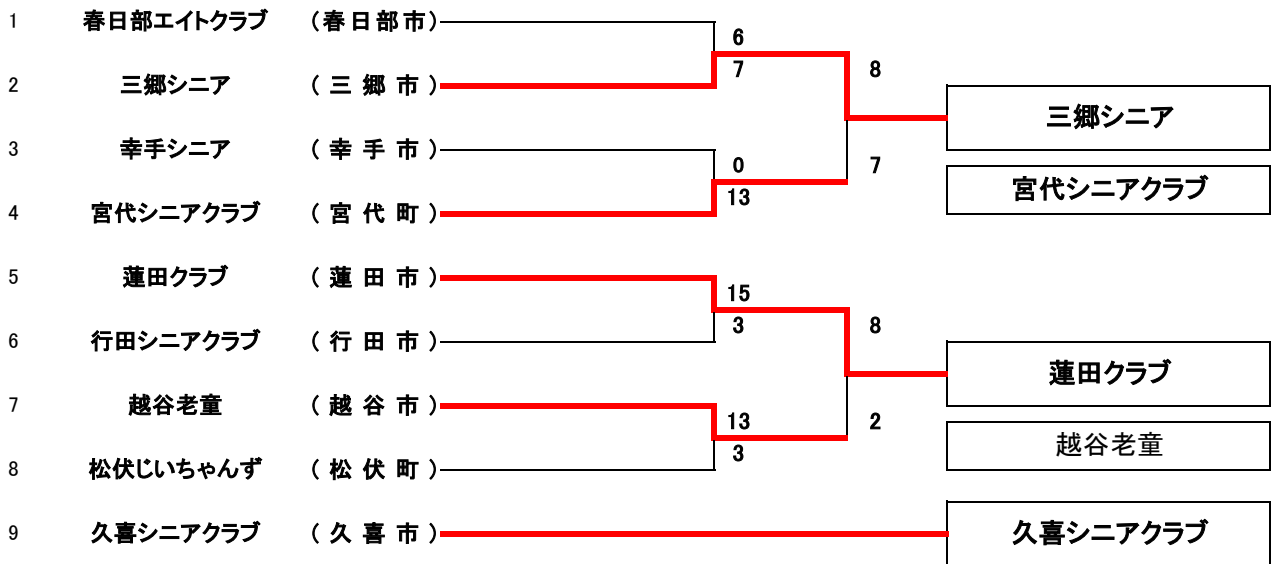 1 春日部エイトクラブ (春日部市)
6
7 8
2 三郷シニア (三郷市)
三郷シニア
3 幸手シニア (幸手市)
0 7
13
宮代シニアクラブ
4 宮代シニアクラブ (宮代町)
5 蓮田クラブ (蓮田市)
15
3 8
6 行田シニアクラブ (行田市)
蓮田クラブ
7 越谷老童 (越谷市)
13 2
3
越谷老童
8 松伏じいちゃんず (松伏町)
9 久喜シニアクラブ (久喜市)
久喜シニアクラブ